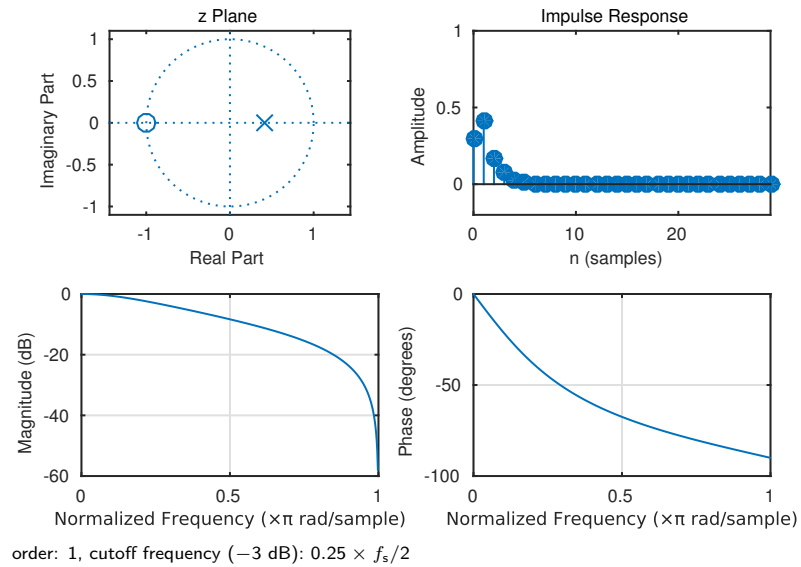 z Plane
Imaginary Part
1
0.5
0
-0.5
-1
-1
0
1
Real Part
Impulse Response
Amplitude
1
0.5
0
0
10
20
n (samples)
Magnitude (dB)
0
-20
-40
-60
0
0.5
1
Normalized Frequency (×π rad/sample)
Phase (degrees)
0
-50
-100
0
0.5
1
Normalized Frequency (×π rad/sample)
order: 1, cutoff frequency (−3 dB): 0.25 × fs/2